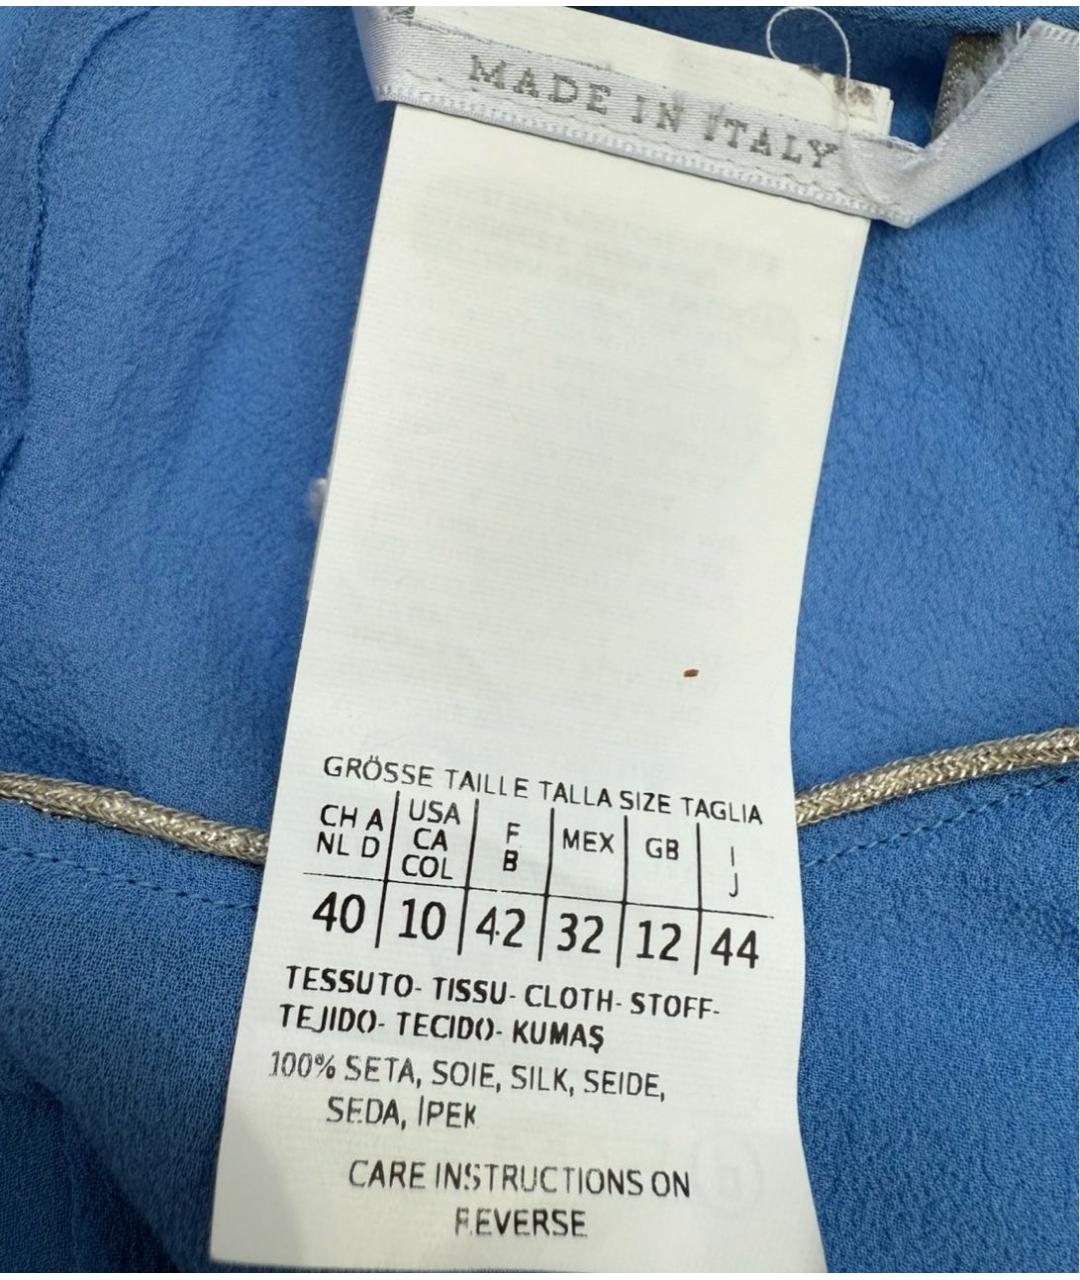 MADE IN ITALY
GRÖSSE TAILLE TALLA SIZE TAGLIA
CH A NL D | USA CA COL | F B | MEX | GB | I J
40 | 10 | 42 | 32 | 12 | 44
TESSUTO- TISSU- CLOTH- STOFF-
TEJIDO- TECIDO- KUMAŞ
100% SETA, SOIE, SILK, SEIDE,
SEDA, İPEK
CARE INSTRUCTIONS ON
REVERSE